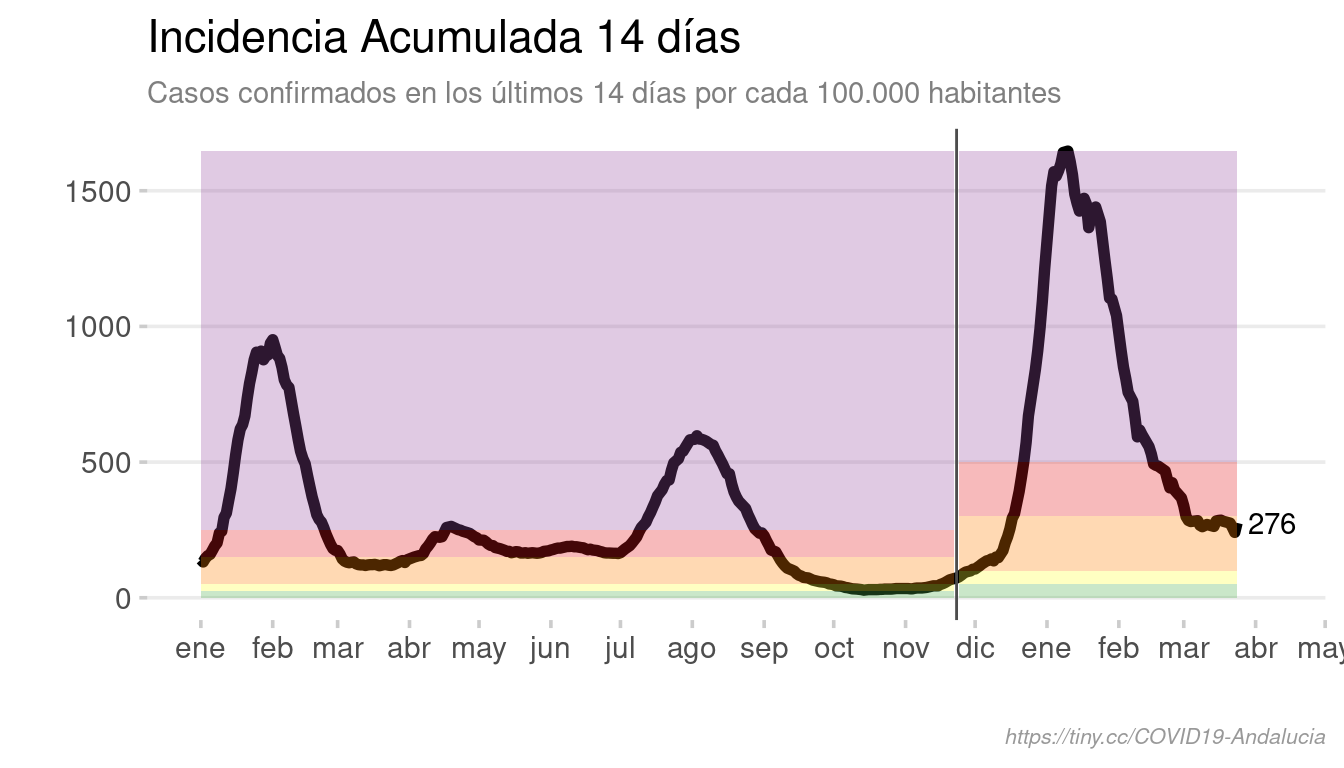 Incidencia Acumulada 14 días
Casos confirmados en los últimos 14 días por cada 100.000 habitantes
1500
1000
500
0
276
ene feb mar abr may jun jul ago sep oct nov dic ene feb mar abr may
https://tiny.cc/COVID19-Andalucia